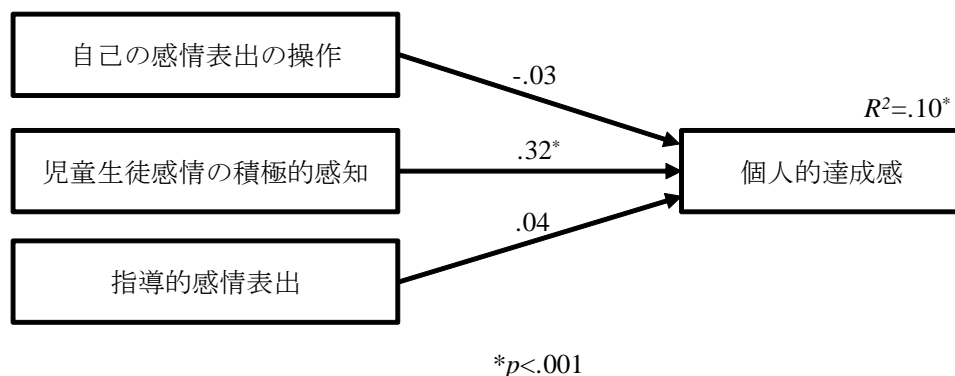 自己の感情表出の操作
-.03
R²=.10*
児童生徒感情の積極的感知
.32*
個人的達成感
.04
指導的感情表出
*p<.001